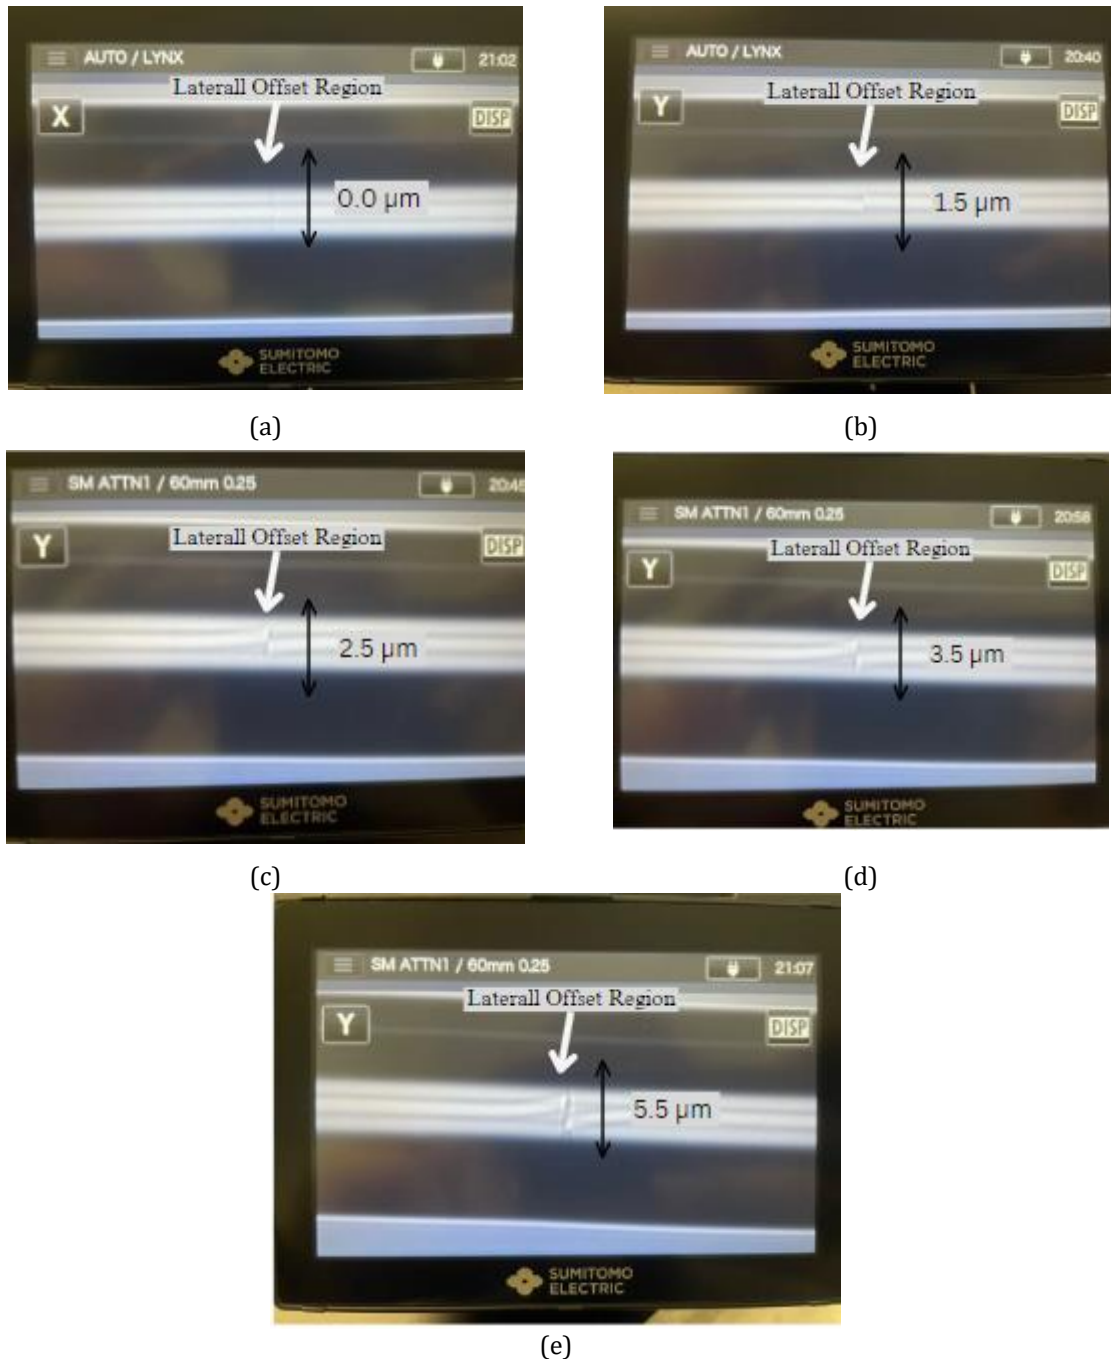 AUTO / LYNX 21:02
Laterall Offset Region
X DISP
0.0 µm
SUMITOMO
ELECTRIC
(a)
AUTO / LYNX 20:40
Laterall Offset Region
Y DISP
1.5 µm
SUMITOMO
ELECTRIC
(b)
SM ATTN1 / 60mm 0.25
Laterall Offset Region
Y DISP
2.5 µm
SUMITOMO
ELECTRIC
(c)
SM ATTN1 / 60mm 0.25 20:58
Laterall Offset Region
Y DISP
3.5 µm
SUMITOMO
ELECTRIC
(d)
SM ATTN1 / 60mm 0.25 21:07
Laterall Offset Region
Y DISP
5.5 µm
SUMITOMO
ELECTRIC
(e)